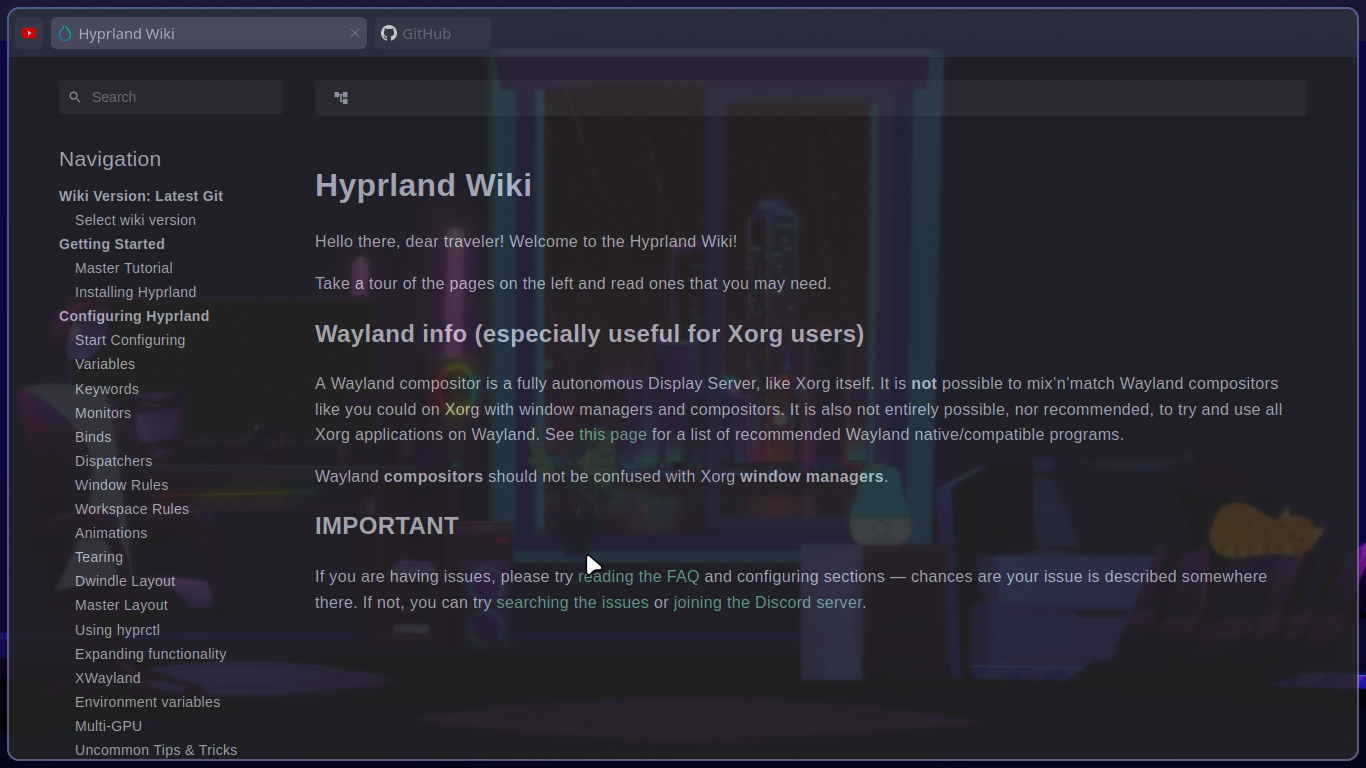 Hyprland Wiki
GitHub
Search
Navigation
Wiki Version: Latest Git
Select wiki version
Getting Started
Master Tutorial
Installing Hyprland
Configuring Hyprland
Start Configuring
Variables
Keywords
Monitors
Binds
Dispatchers
Window Rules
Workspace Rules
Animations
Tearing
Dwindle Layout
Master Layout
Using hyprctl
Expanding functionality
XWayland
Environment variables
Multi-GPU
Uncommon Tips & Tricks
Hyprland Wiki
Hello there, dear traveler! Welcome to the Hyprland Wiki!
Take a tour of the pages on the left and read ones that you may need.
Wayland info (especially useful for Xorg users)
A Wayland compositor is a fully autonomous Display Server, like Xorg itself. It is not possible to mix’n’match Wayland compositors
like you could on Xorg with window managers and compositors. It is also not entirely possible, nor recommended, to try and use all
Xorg applications on Wayland. See this page for a list of recommended Wayland native/compatible programs.
Wayland compositors should not be confused with Xorg window managers.
IMPORTANT
If you are having issues, please try reading the FAQ and configuring sections — chances are your issue is described somewhere
there. If not, you can try searching the issues or joining the Discord server.